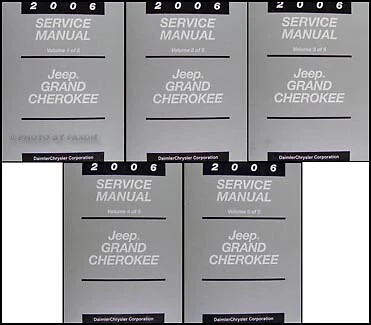 2006
SERVICE
MANUAL
Volume 1 of 5
Jeep®
GRAND
CHEROKEE
© PHOTO BY FAXON
DaimlerChrysler Corporation
2006
SERVICE
MANUAL
Volume 2 of 5
Jeep®
GRAND
CHEROKEE
DaimlerChrysler Corporation
2006
SERVICE
MANUAL
Volume 3 of 5
Jeep®
GRAND
CHEROKEE
DaimlerChrysler Corporation
2006
SERVICE
MANUAL
Volume 4 of 5
Jeep®
GRAND
CHEROKEE
DaimlerChrysler Corporation
2006
SERVICE
MANUAL
Volume 5 of 5
Jeep®
GRAND
CHEROKEE
DaimlerChrysler Corporation